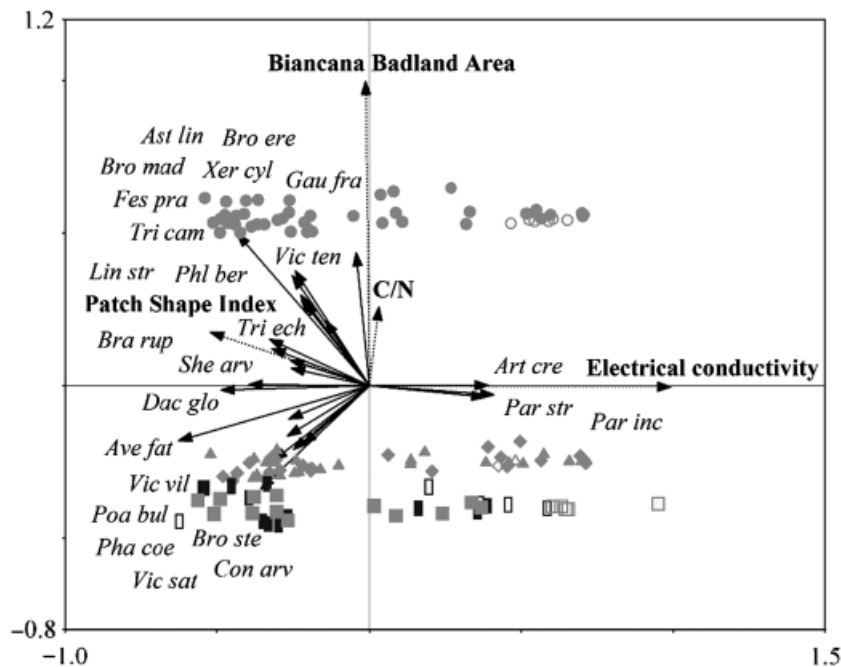 1.2
Biancana Badland Area
Ast lin Bro ere
Bro mad Xer cyl
Gau fra
Fes pra
Tri cam
Vic ten
Lin str Phl ber
C/N
Patch Shape Index
Bra rup Tri ech
She arv Art cre Electrical conductivity
Dac glo Par str
Par inc
Ave fat
Vic vil
Poa bul
Pha coe Bro ste
Vic sat Con arv
−0.8
−1.0 1.5